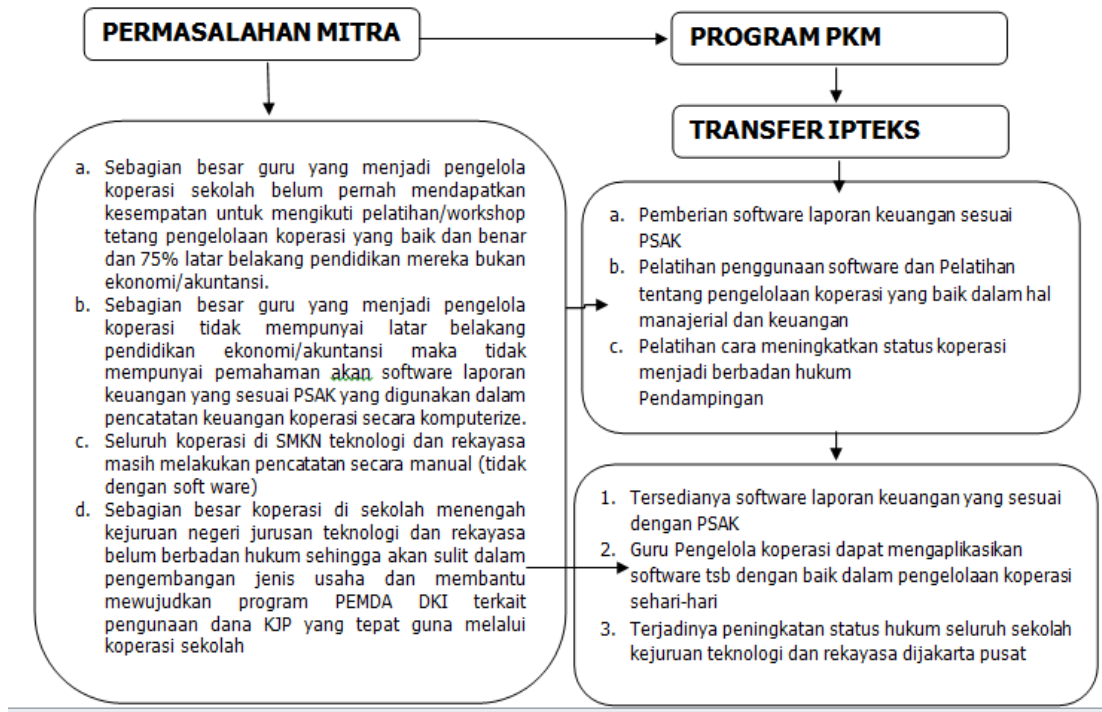 PERMASALAHAN MITRA
a. Sebagian besar guru yang menjadi pengelola
koperasi sekolah belum pernah mendapatkan
kesempatan untuk mengikuti pelatihan/workshop
tetang pengelolaan koperasi yang baik dan benar
dan 75% latar belakang pendidikan mereka bukan
ekonomi/akuntansi.
b. Sebagian besar guru yang menjadi pengelola
koperasi tidak mempunyai latar belakang
pendidikan ekonomi/akuntansi maka tidak
mempunyai pemahaman akan software laporan
keuangan yang sesuai PSAK yang digunakan dalam
pencatatan keuangan koperasi secara komputerize.
c. Seluruh koperasi di SMKN teknologi dan rekayasa
masih melakukan pencatatan secara manual (tidak
dengan soft ware)
d. Sebagian besar koperasi di sekolah menengah
kejuruan negeri jurusan teknologi dan rekayasa
belum berbadan hukum sehingga akan sulit dalam
pengembangan jenis usaha dan membantu
mewujudkan program PEMDA DKI terkait
pengunaan dana KJP yang tepat guna melalui
koperasi sekolah
PROGRAM PKM
TRANSFER IPTEKS
a. Pemberian software laporan keuangan sesuai
PSAK
b. Pelatihan penggunaan software dan Pelatihan
tentang pengelolaan koperasi yang baik dalam hal
manajerial dan keuangan
c. Pelatihan cara meningkatkan status koperasi
menjadi berbadan hukum
Pendampingan
1. Tersedianya software laporan keuangan yang sesuai
dengan PSAK
2. Guru Pengelola koperasi dapat mengaplikasikan
software tsb dengan baik dalam pengelolaan koperasi
sehari-hari
3. Terjadinya peningkatan status hukum seluruh sekolah
kejuruan teknologi dan rekayasa dijakarta pusat